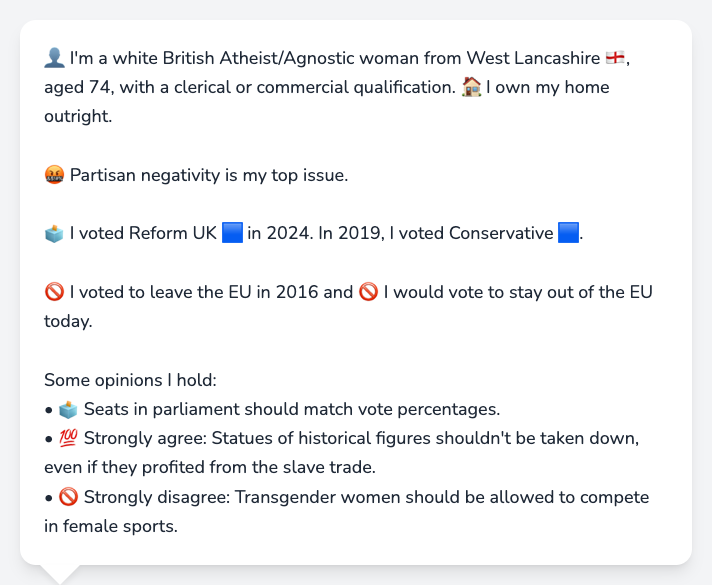 👤 I'm a white British Atheist/Agnostic woman from West Lancashire 🏴󠁧󠁢󠁥󠁮󠁧󠁿,
aged 74, with a clerical or commercial qualification. 🏠 I own my home
outright.
🤬 Partisan negativity is my top issue.
🗳️ I voted Reform UK 🟦 in 2024. In 2019, I voted Conservative 🟦.
🚫 I voted to leave the EU in 2016 and 🚫 I would vote to stay out of the EU
today.
Some opinions I hold:
• 🗳️ Seats in parliament should match vote percentages.
• 💯 Strongly agree: Statues of historical figures shouldn't be taken down,
even if they profited from the slave trade.
• 🚫 Strongly disagree: Transgender women should be allowed to compete
in female sports.